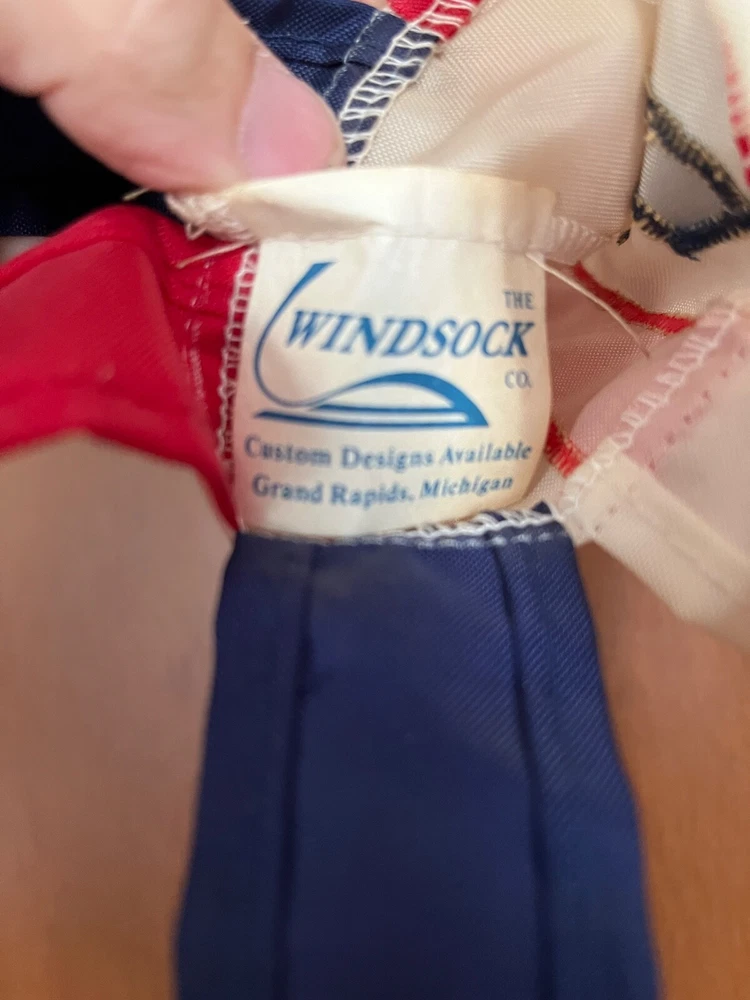 THE
WINDSOCK
CO.
Custom Designs Available
Grand Rapids, Michigan